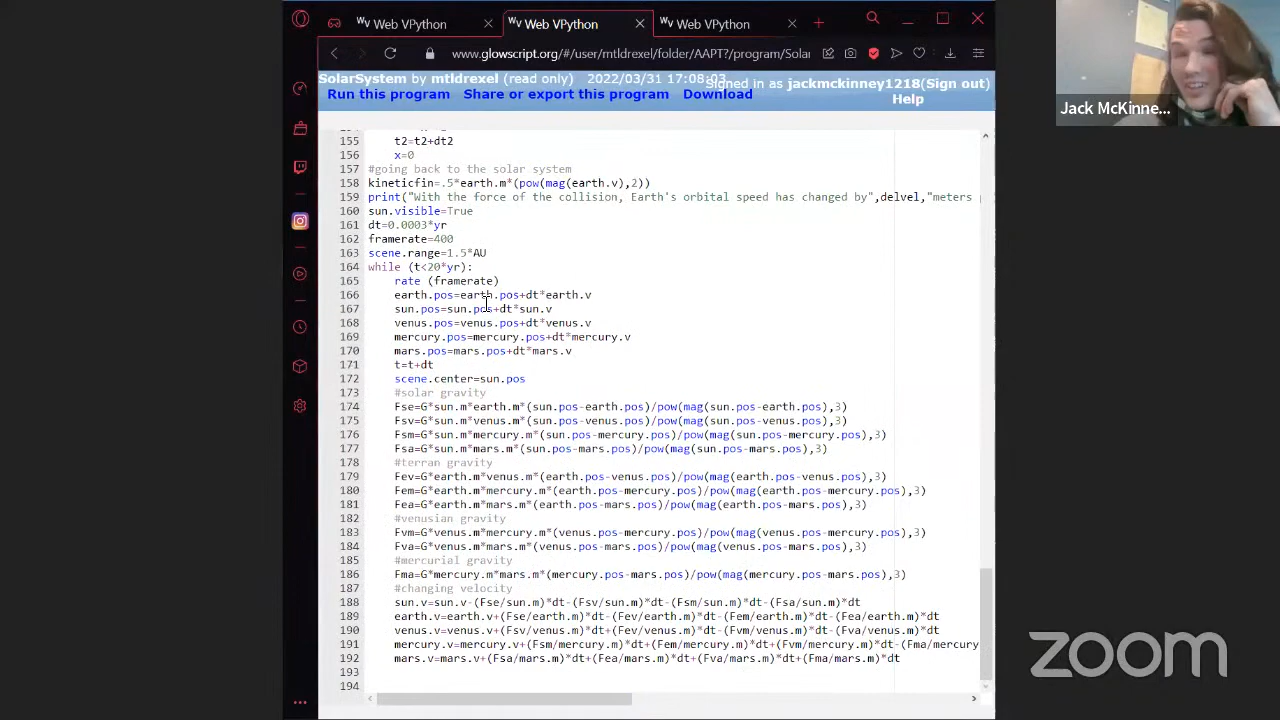 Web VPython
Web VPython
Web VPython
www.glowscript.org/#/user/mtldrexel/folder/AAPT?/program/Solar
SolarSystem by mtldrexel (read only) 2022/03/31 17:08:03
Signed in as jackmckinney1218(Sign out)
Run this program Share or export this program Download
Help
Jack McKinne...
155 t2=t2+dt2
156 x=0
157 #going back to the solar system
158 kineticfin=.5*earth.m*(pow(mag(earth.v),2))
159 print("With the force of the collision, Earth's orbital speed has changed by",delvel,"meters
160 sun.visible=True
161 dt=0.0003*yr
162 framerate=400
163 scene.range=1.5*AU
164 while (t<20*yr):
165 rate (framerate)
166 earth.pos=earth.pos+dt*earth.v
167 sun.pos=sun.pos+dt*sun.v
168 venus.pos=venus.pos+dt*venus.v
169 mercury.pos=mercury.pos+dt*mercury.v
170 mars.pos=mars.pos+dt*mars.v
171 t=t+dt
172 scene.center=sun.pos
173 #solar gravity
174 Fse=G*sun.m*earth.m*(sun.pos-earth.pos)/pow(mag(sun.pos-earth.pos),3)
175 Fsv=G*sun.m*venus.m*(sun.pos-venus.pos)/pow(mag(sun.pos-venus.pos),3)
176 Fsm=G*sun.m*mercury.m*(sun.pos-mercury.pos)/pow(mag(sun.pos-mercury.pos),3)
177 Fsa=G*sun.m*mars.m*(sun.pos-mars.pos)/pow(mag(sun.pos-mars.pos),3)
178 #terran gravity
179 Fev=G*earth.m*venus.m*(earth.pos-venus.pos)/pow(mag(earth.pos-venus.pos),3)
180 Fem=G*earth.m*mercury.m*(earth.pos-mercury.pos)/pow(mag(earth.pos-mercury.pos),3)
181 Fea=G*earth.m*mars.m*(earth.pos-mars.pos)/pow(mag(earth.pos-mars.pos),3)
182 #venusian gravity
183 Fvm=G*venus.m*mercury.m*(venus.pos-mercury.pos)/pow(mag(venus.pos-mercury.pos),3)
184 Fva=G*venus.m*mars.m*(venus.pos-mars.pos)/pow(mag(venus.pos-mars.pos),3)
185 #mercurial gravity
186 Fma=G*mercury.m*mars.m*(mercury.pos-mars.pos)/pow(mag(mercury.pos-mars.pos),3)
187 #changing velocity
188 sun.v=sun.v-(Fse/sun.m)*dt-(Fsv/sun.m)*dt-(Fsm/sun.m)*dt-(Fsa/sun.m)*dt
189 earth.v=earth.v+(Fse/earth.m)*dt-(Fev/earth.m)*dt-(Fem/earth.m)*dt-(Fea/earth.m)*dt
190 venus.v=venus.v+(Fsv/venus.m)*dt+(Fev/venus.m)*dt-(Fvm/venus.m)*dt-(Fva/venus.m)*dt
191 mercury.v=mercury.v+(Fsm/mercury.m)*dt+(Fem/mercury.m)*dt+(Fvm/mercury.m)*dt-(Fma/mercury
192 mars.v=mars.v+(Fsa/mars.m)*dt+(Fea/mars.m)*dt+(Fva/mars.m)*dt+(Fma/mars.m)*dt
193
194
zoom